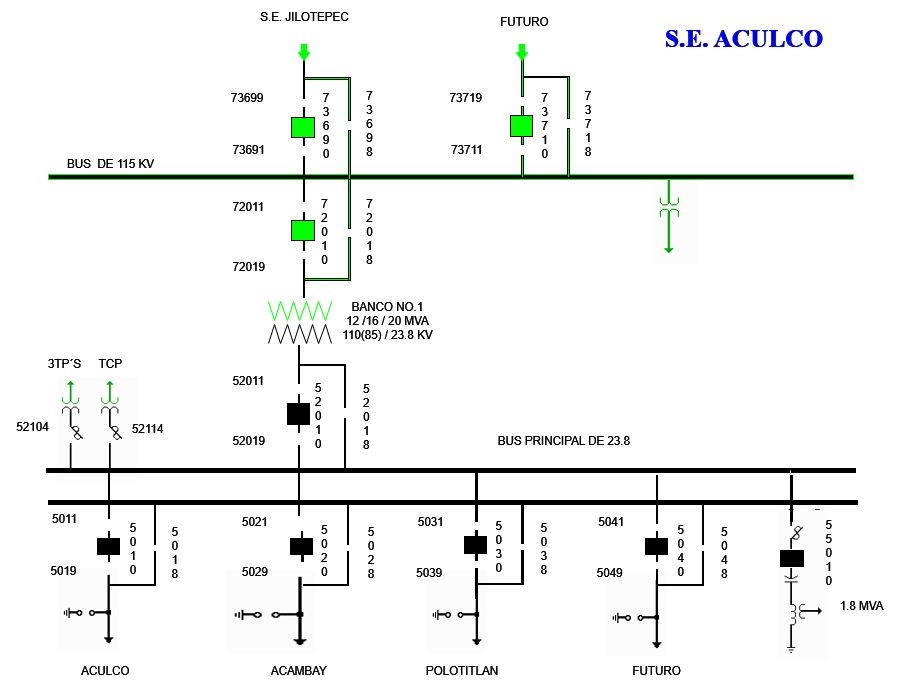 S.E. JILOTEPEC
FUTURO
S.E. ACULCO
73699
73690
73698
73691
73719
73710
73718
73711
BUS DE 115 KV
72011
72010
72018
72019
BANCO NO.1
12 /16 / 20 MVA
110(85) / 23.8 KV
3TP´S
TCP
52104
52114
52011
52010
52018
52019
BUS PRINCIPAL DE 23.8
5011
5010
5018
5019
5021
5020
5028
5029
5031
5030
5038
5039
5041
5040
5048
5049
55010
1.8 MVA
ACULCO
ACAMBAY
POLOTITLAN
FUTURO